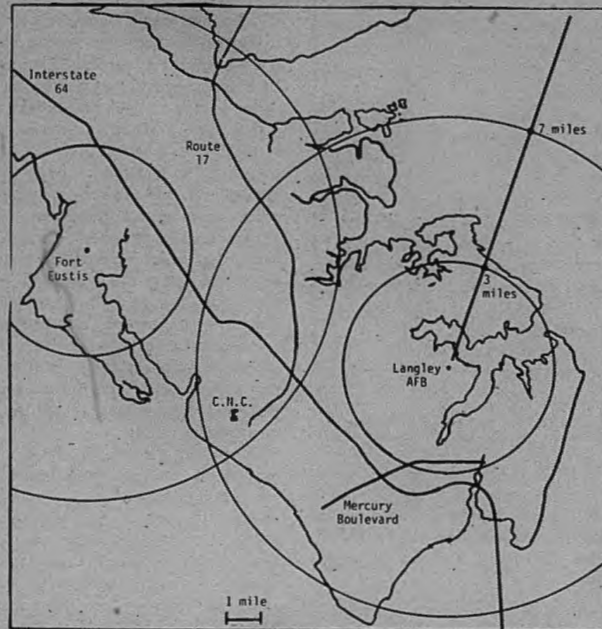 Interstate
64
Route
17
7 miles
Fort
Eustis
3
miles
Langley
AFB
C.N.C.
Mercury
Boulevard
1 mile